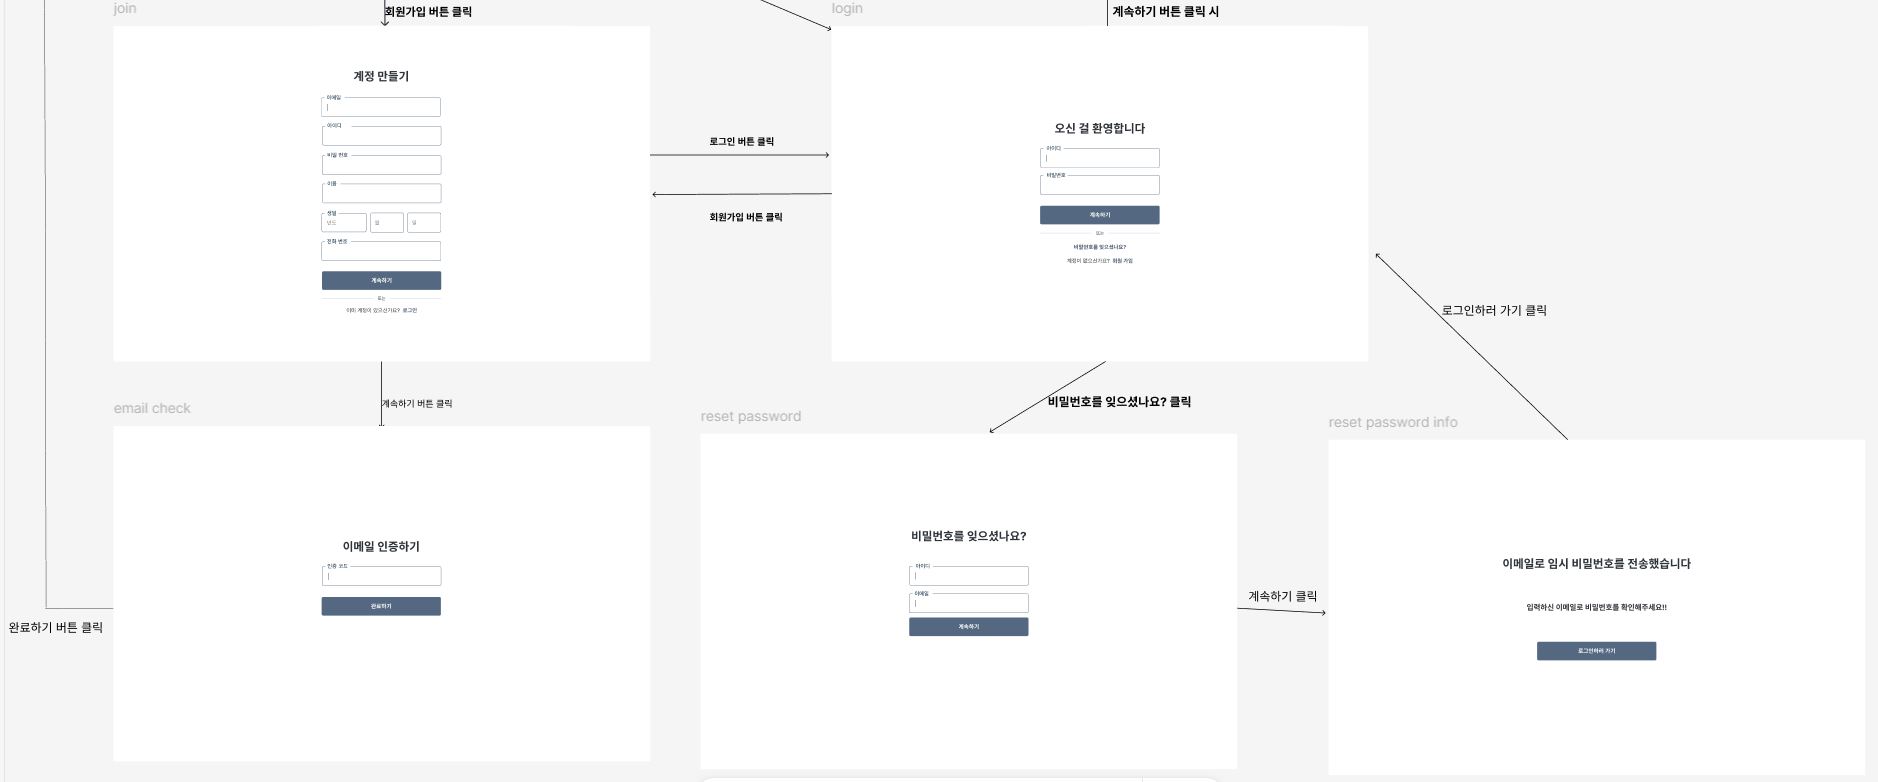 join
회원가입 버튼 클릭
login
계속하기 버튼 클릭 시
계정 만들기
이메일
아이디
비밀 번호
이름
생일
년도
월
일
전화 번호
계속하기
또는
이미 계정이 있으신가요? 로그인
로그인 버튼 클릭
회원가입 버튼 클릭
오신 걸 환영합니다
아이디
비밀번호
계속하기
또는
비밀번호를 잊으셨나요?
계정이 없으신가요? 회원 가입
로그인하러 가기 클릭
계속하기 버튼 클릭
비밀번호를 잊으셨나요? 클릭
email check
이메일 인증하기
인증 코드
완료하기
완료하기 버튼 클릭
reset password
비밀번호를 잊으셨나요?
아이디
이메일
계속하기
계속하기 클릭
reset password info
이메일로 임시 비밀번호를 전송했습니다
입력하신 이메일로 비밀번호를 확인해주세요!!
로그인하러 가기